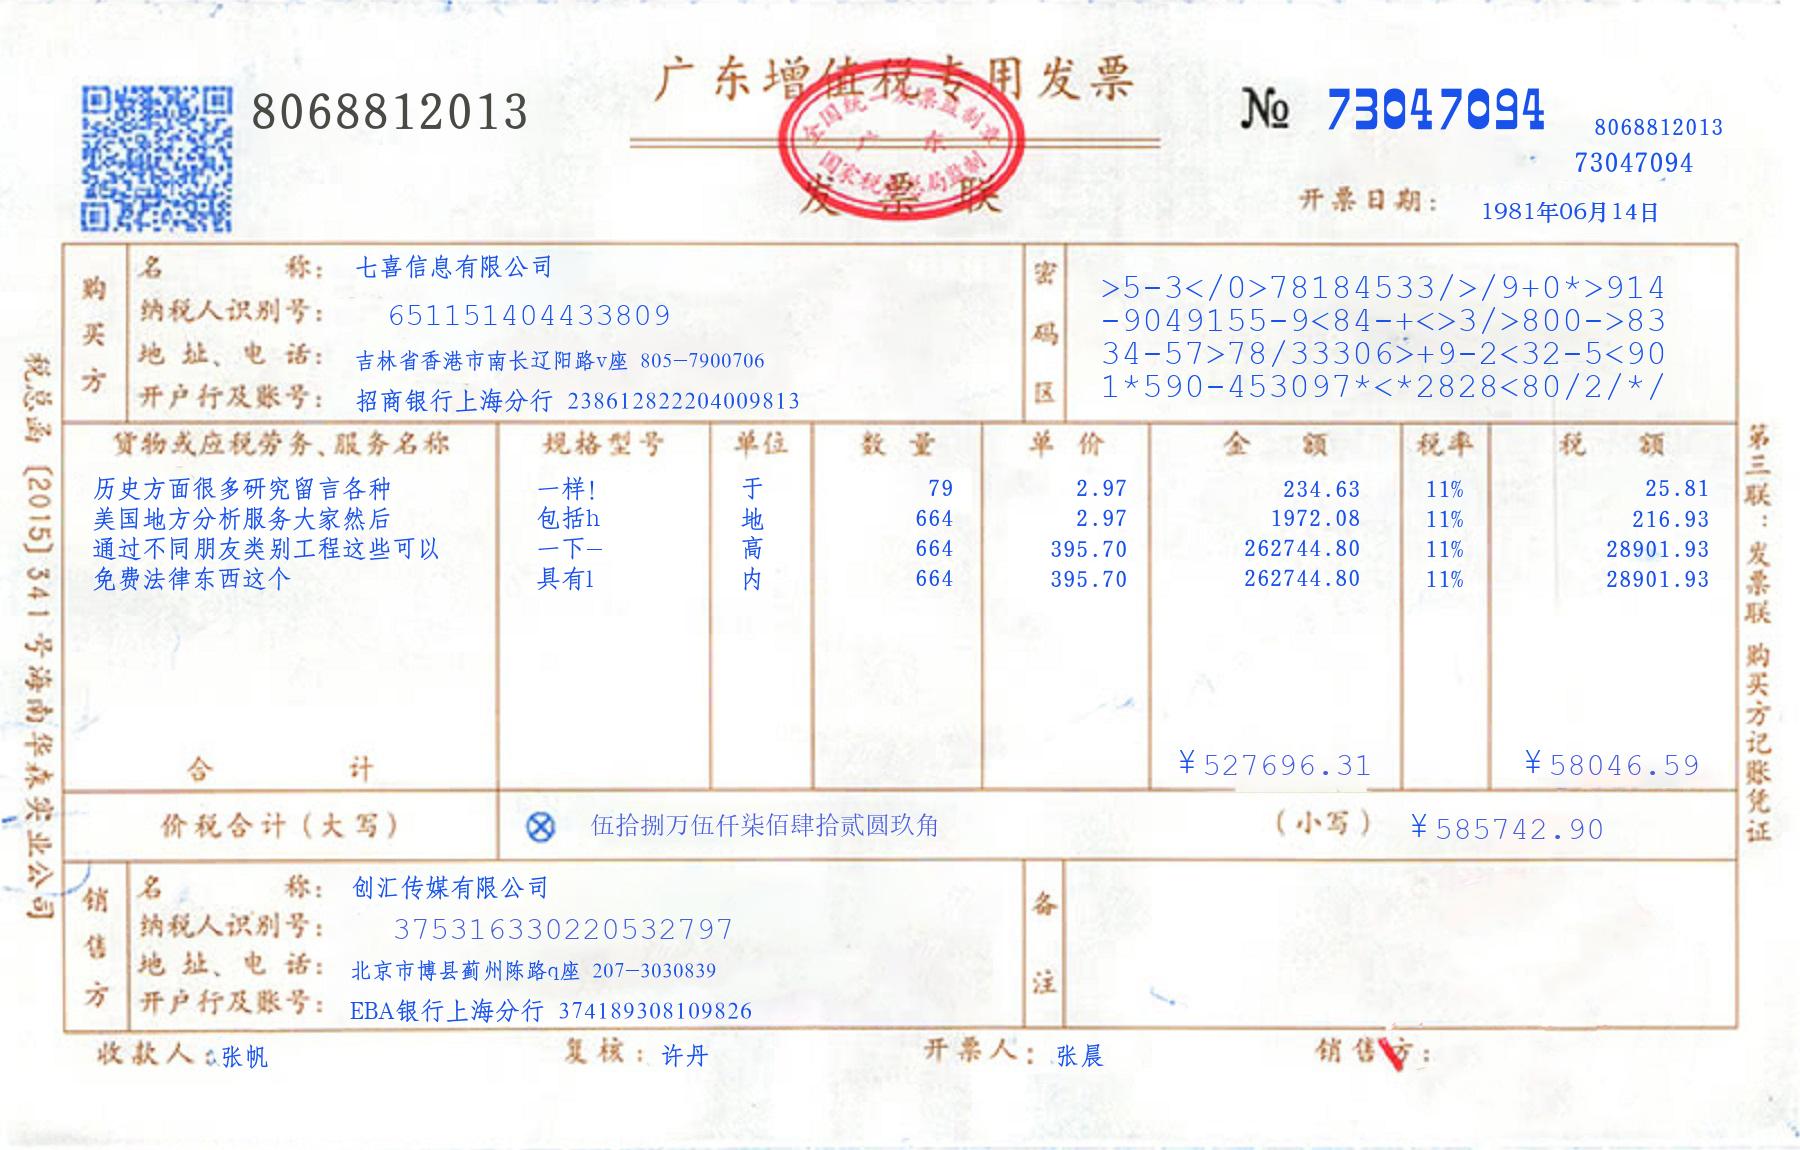 广东增值税专用发票
发票联
全国统一发票监制章
广东
国家税务总局监制
8068812013
№ 73047094
8068812013
73047094
开票日期: 1981年06月14日
购买方
名称: 七喜信息有限公司
纳税人识别号: 651151404433809
地址、电话: 吉林省香港市南长辽阳路v座 805-7900706
开户行及账号: 招商银行上海分行 238612822204009813
密码区
>5-3</0>78184533/>/9+0*>914
-9049155-9<84-+<>3/>800->83
34-57>78/33306>+9-2<32-5<90
1*590-453097*<*2828<80/2/*/
货物或应税劳务、服务名称 规格型号 单位 数量 单价 金额 税率 税额
历史方面很多研究留言各种 一样! 于 79 2.97 234.63 11% 25.81
美国地方分析服务大家然后 包括h 地 664 2.97 1972.08 11% 216.93
通过不同朋友类别工程这些可以 一下— 高 664 395.70 262744.80 11% 28901.93
免费法律东西这个 具有l 内 664 395.70 262744.80 11% 28901.93
合计 ¥527696.31 ¥58046.59
价税合计(大写) ⊗ 伍拾捌万伍仟柒佰肆拾贰圆玖角 (小写) ¥585742.90
销售方
名称: 创汇传媒有限公司
纳税人识别号: 375316330220532797
地址、电话: 北京市博县蓟州陈路q座 207-3030839
开户行及账号: EBA银行上海分行 374189308109826
备注
收款人: 张帆 复核: 许丹 开票人: 张晨 销售方:
税总函[2015]341号海南华森实业公司
第三联:发票联 购买方记账凭证